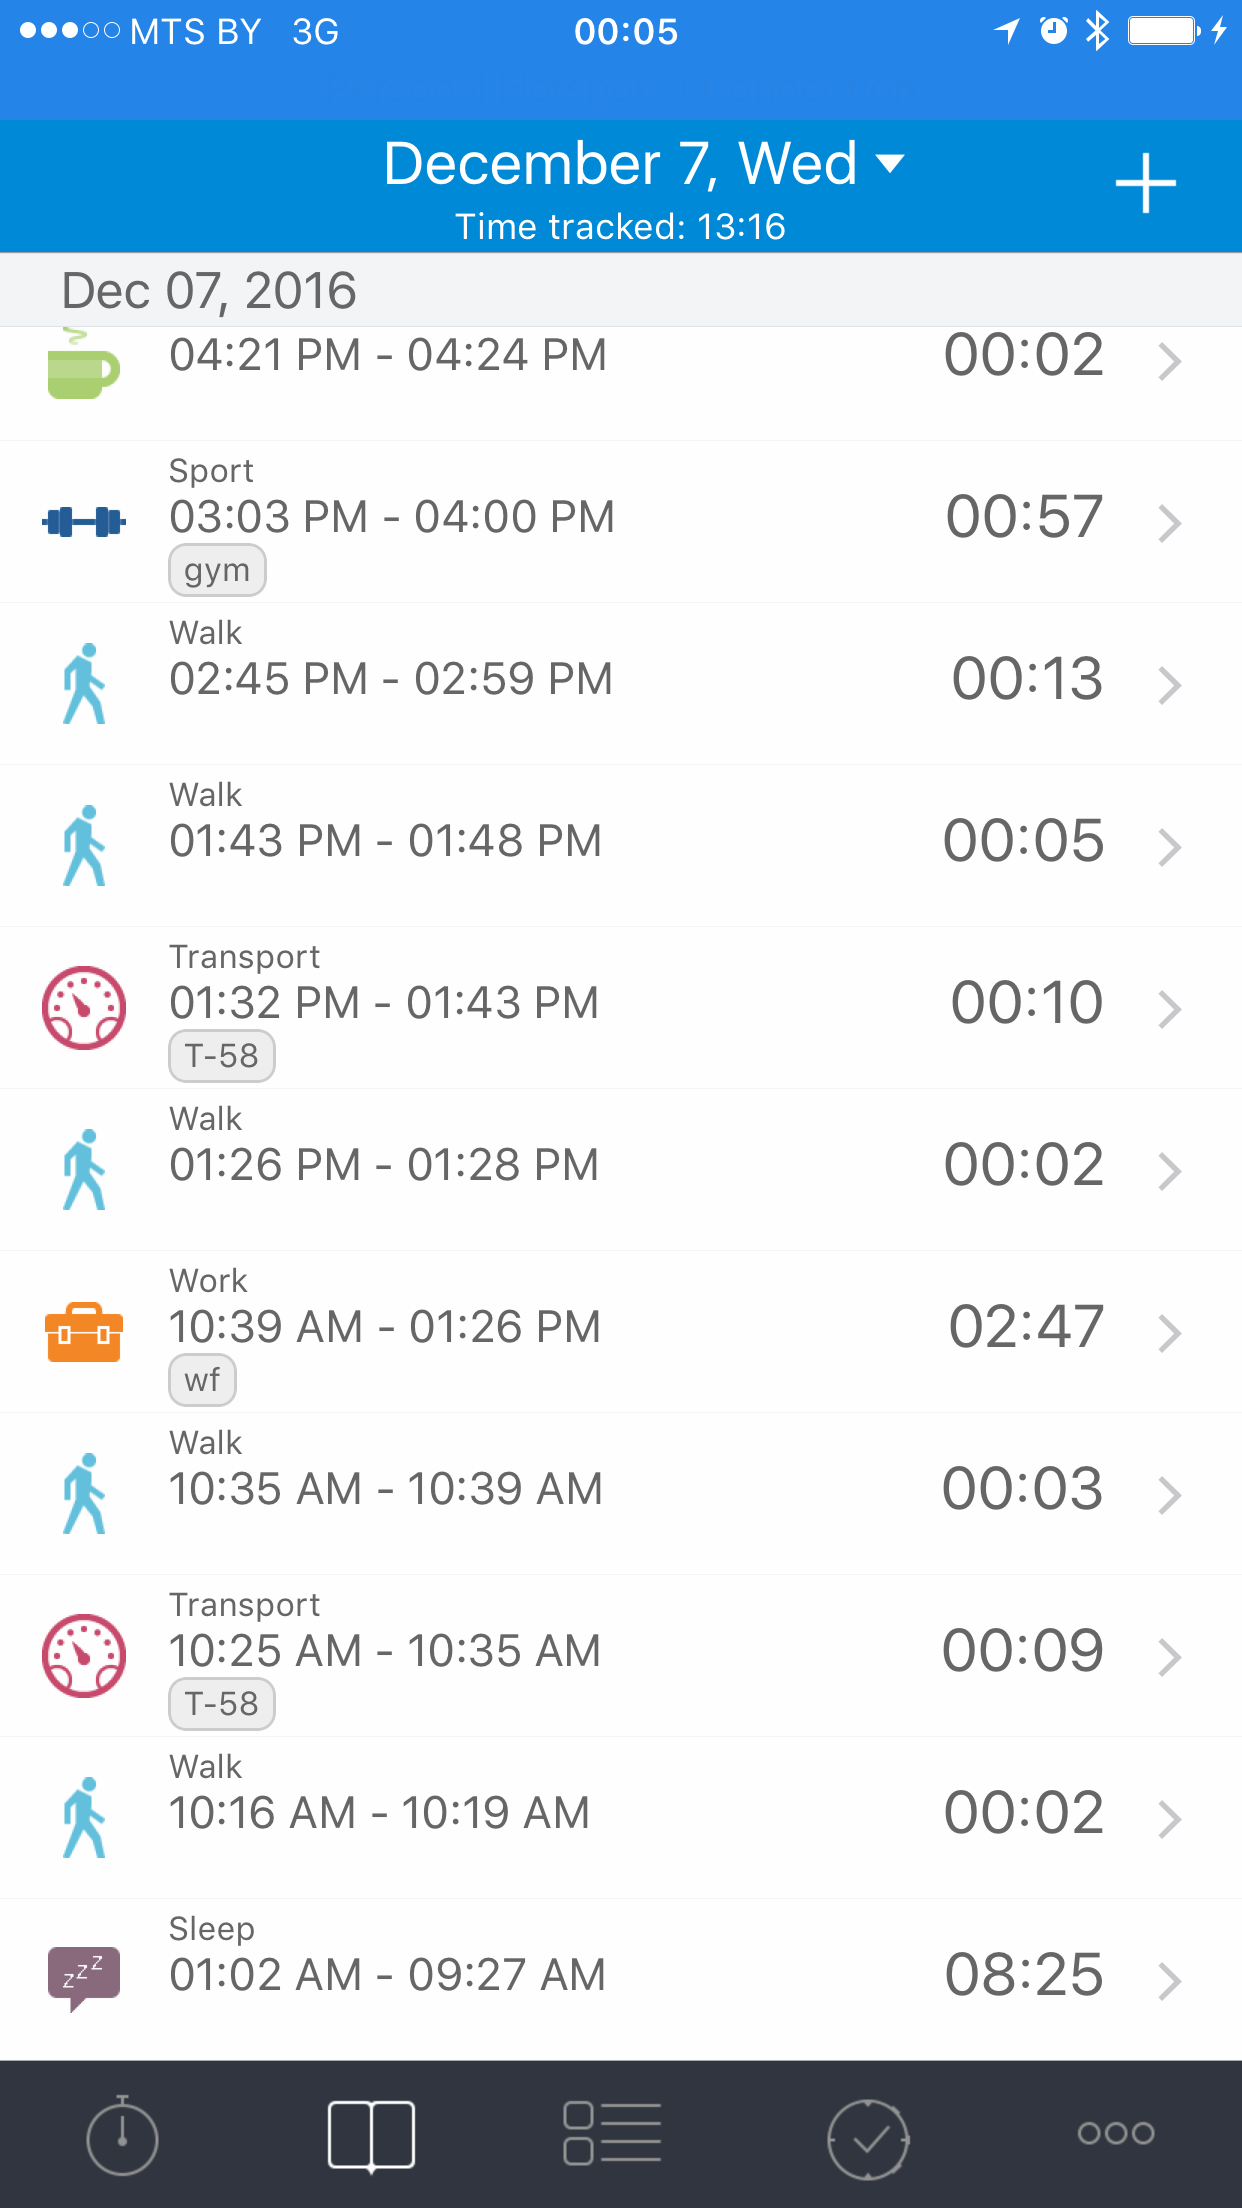 MTS BY 3G 00:05
December 7, Wed
Time tracked: 13:16
Dec 07, 2016
04:21 PM - 04:24 PM 00:02
Sport
03:03 PM - 04:00 PM 00:57
gym
Walk
02:45 PM - 02:59 PM 00:13
Walk
01:43 PM - 01:48 PM 00:05
Transport
01:32 PM - 01:43 PM 00:10
T-58
Walk
01:26 PM - 01:28 PM 00:02
Work
10:39 AM - 01:26 PM 02:47
wf
Walk
10:35 AM - 10:39 AM 00:03
Transport
10:25 AM - 10:35 AM 00:09
T-58
Walk
10:16 AM - 10:19 AM 00:02
Sleep
zzz
01:02 AM - 09:27 AM 08:25